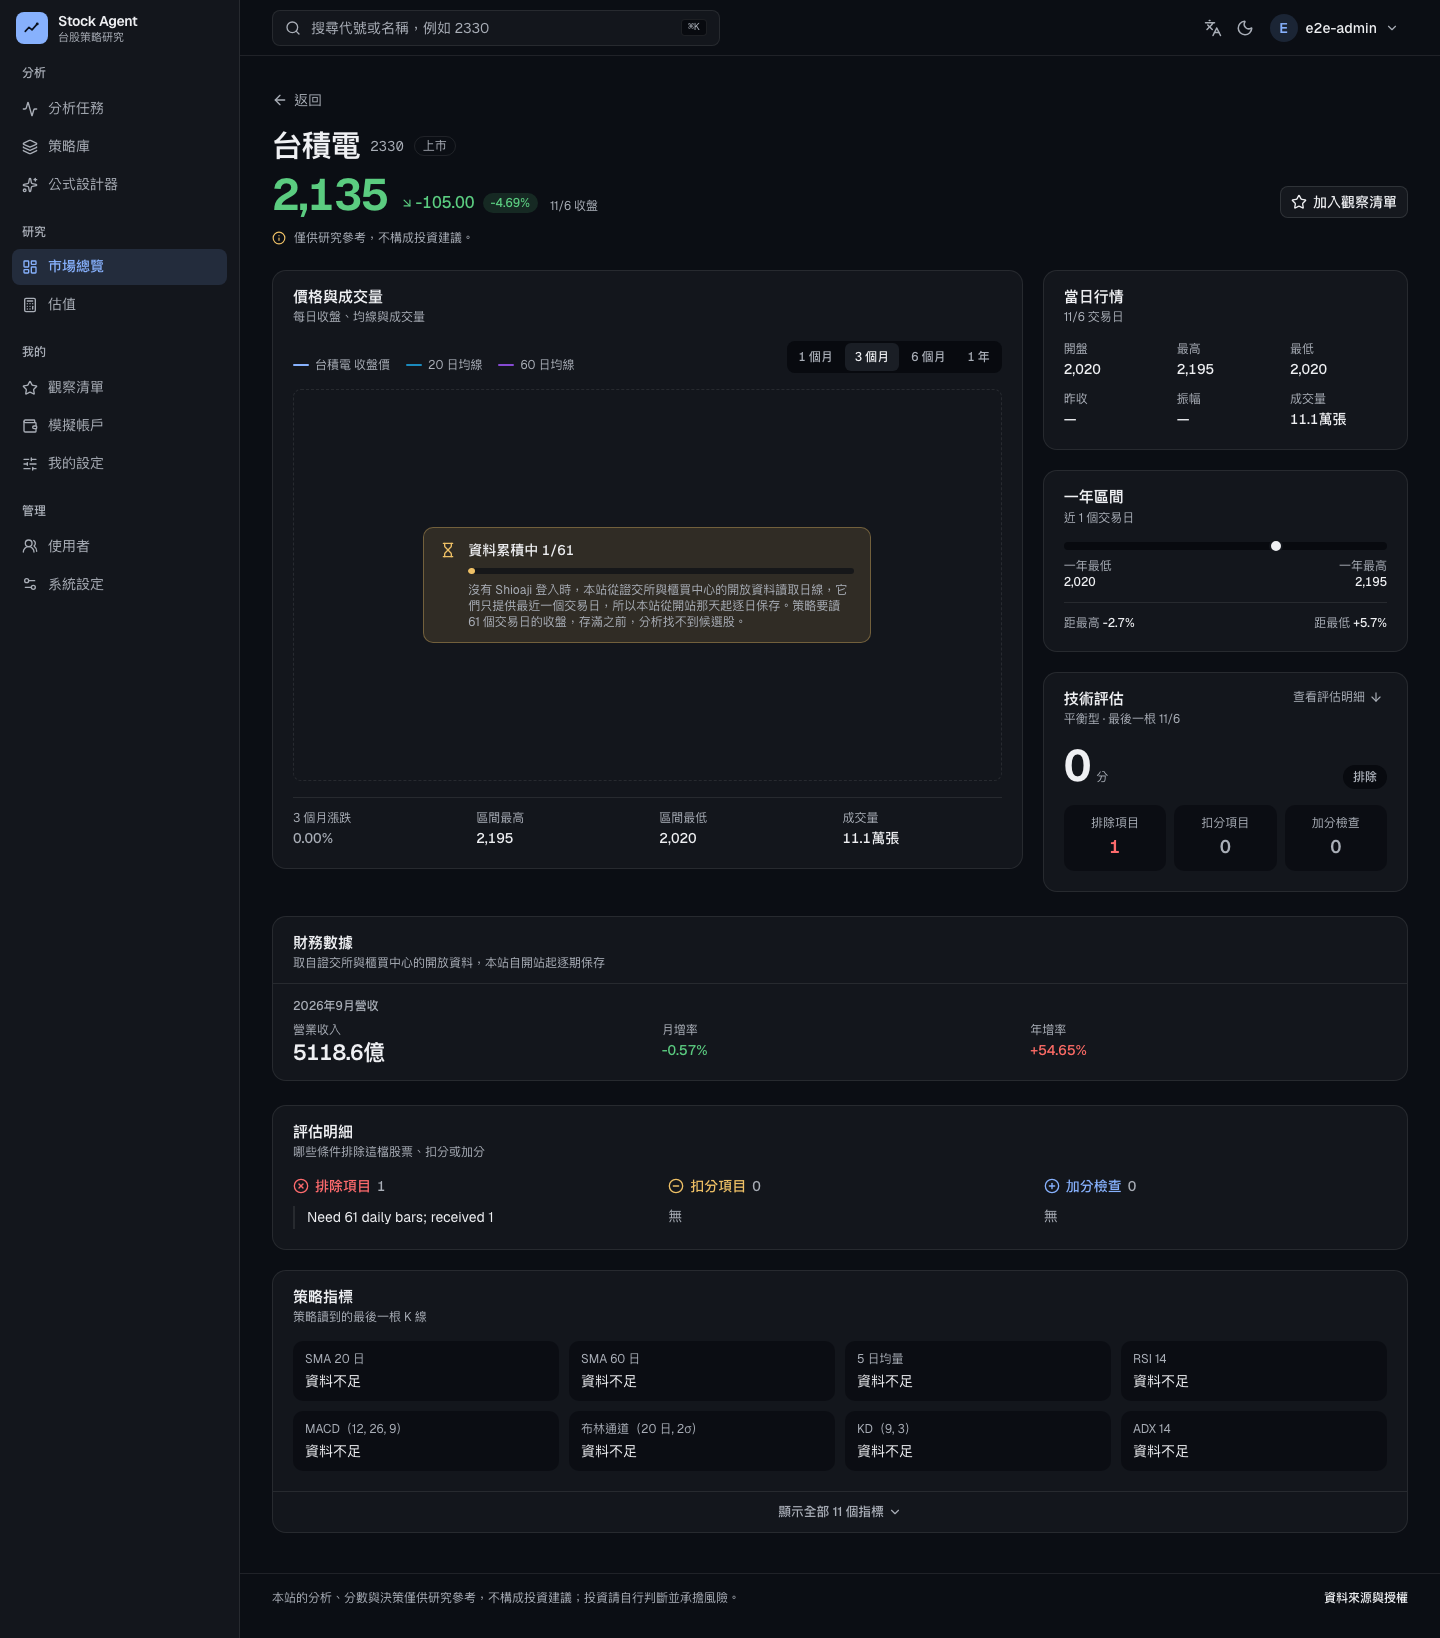 Stock Agent
台股策略研究
搜尋代號或名稱，例如 2330
⌘K
E
e2e-admin
分析
分析任務
策略庫
公式設計器
研究
市場總覽
估值
我的
觀察清單
模擬帳戶
我的設定
管理
使用者
系統設定
返回
台積電 2330 上市
2,135 -105.00 -4.69% 11/6 收盤
加入觀察清單
僅供研究參考，不構成投資建議。
價格與成交量
每日收盤、均線與成交量
台積電 收盤價 20 日均線 60 日均線
1 個月 3 個月 6 個月 1 年
資料累積中 1/61
沒有 Shioaji 登入時，本站從證交所與櫃買中心的開放資料讀取日線，它
們只提供最近一個交易日，所以本站從開站那天起逐日保存。策略要讀
61 個交易日的收盤，存滿之前，分析找不到候選股。
3 個月漲跌 區間最高 區間最低 成交量
0.00% 2,195 2,020 11.1萬張
當日行情
11/6 交易日
開盤 最高 最低
2,020 2,195 2,020
昨收 振幅 成交量
— — 11.1萬張
一年區間
近 1 個交易日
一年最低 一年最高
2,020 2,195
距最高 -2.7% 距最低 +5.7%
技術評估 查看評估明細
平衡型 · 最後一根 11/6
0 分 排除
排除項目 扣分項目 加分檢查
1 0 0
財務數據
取自證交所與櫃買中心的開放資料，本站自開站起逐期保存
2026年9月營收
營業收入 月增率 年增率
5118.6億 -0.57% +54.65%
評估明細
哪些條件排除這檔股票、扣分或加分
排除項目 1 扣分項目 0 加分檢查 0
Need 61 daily bars; received 1 無 無
策略指標
策略讀到的最後一根 K 線
SMA 20 日 SMA 60 日 5 日均量 RSI 14
資料不足 資料不足 資料不足 資料不足
MACD（12, 26, 9） 布林通道（20 日, 2σ） KD（9, 3） ADX 14
資料不足 資料不足 資料不足 資料不足
顯示全部 11 個指標
本站的分析、分數與決策僅供研究參考，不構成投資建議；投資請自行判斷並承擔風險。 資料來源與授權